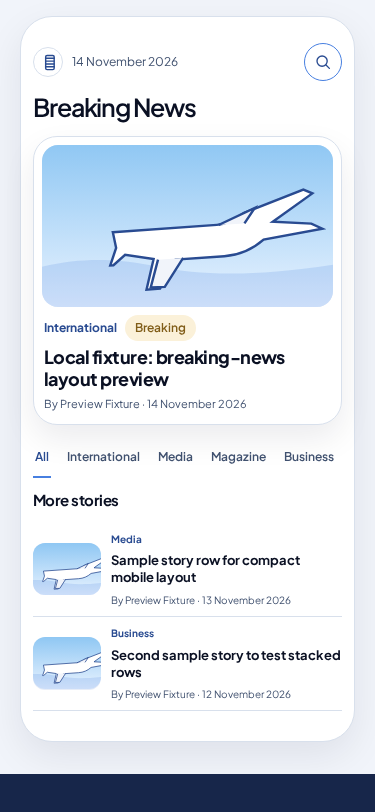 14 November 2026
Breaking News
International
Breaking
Local fixture: breaking-news
layout preview
By Preview Fixture · 14 November 2026
All International Media Magazine Business
More stories
Media
Sample story row for compact
mobile layout
By Preview Fixture · 13 November 2026
Business
Second sample story to test stacked
rows
By Preview Fixture · 12 November 2026